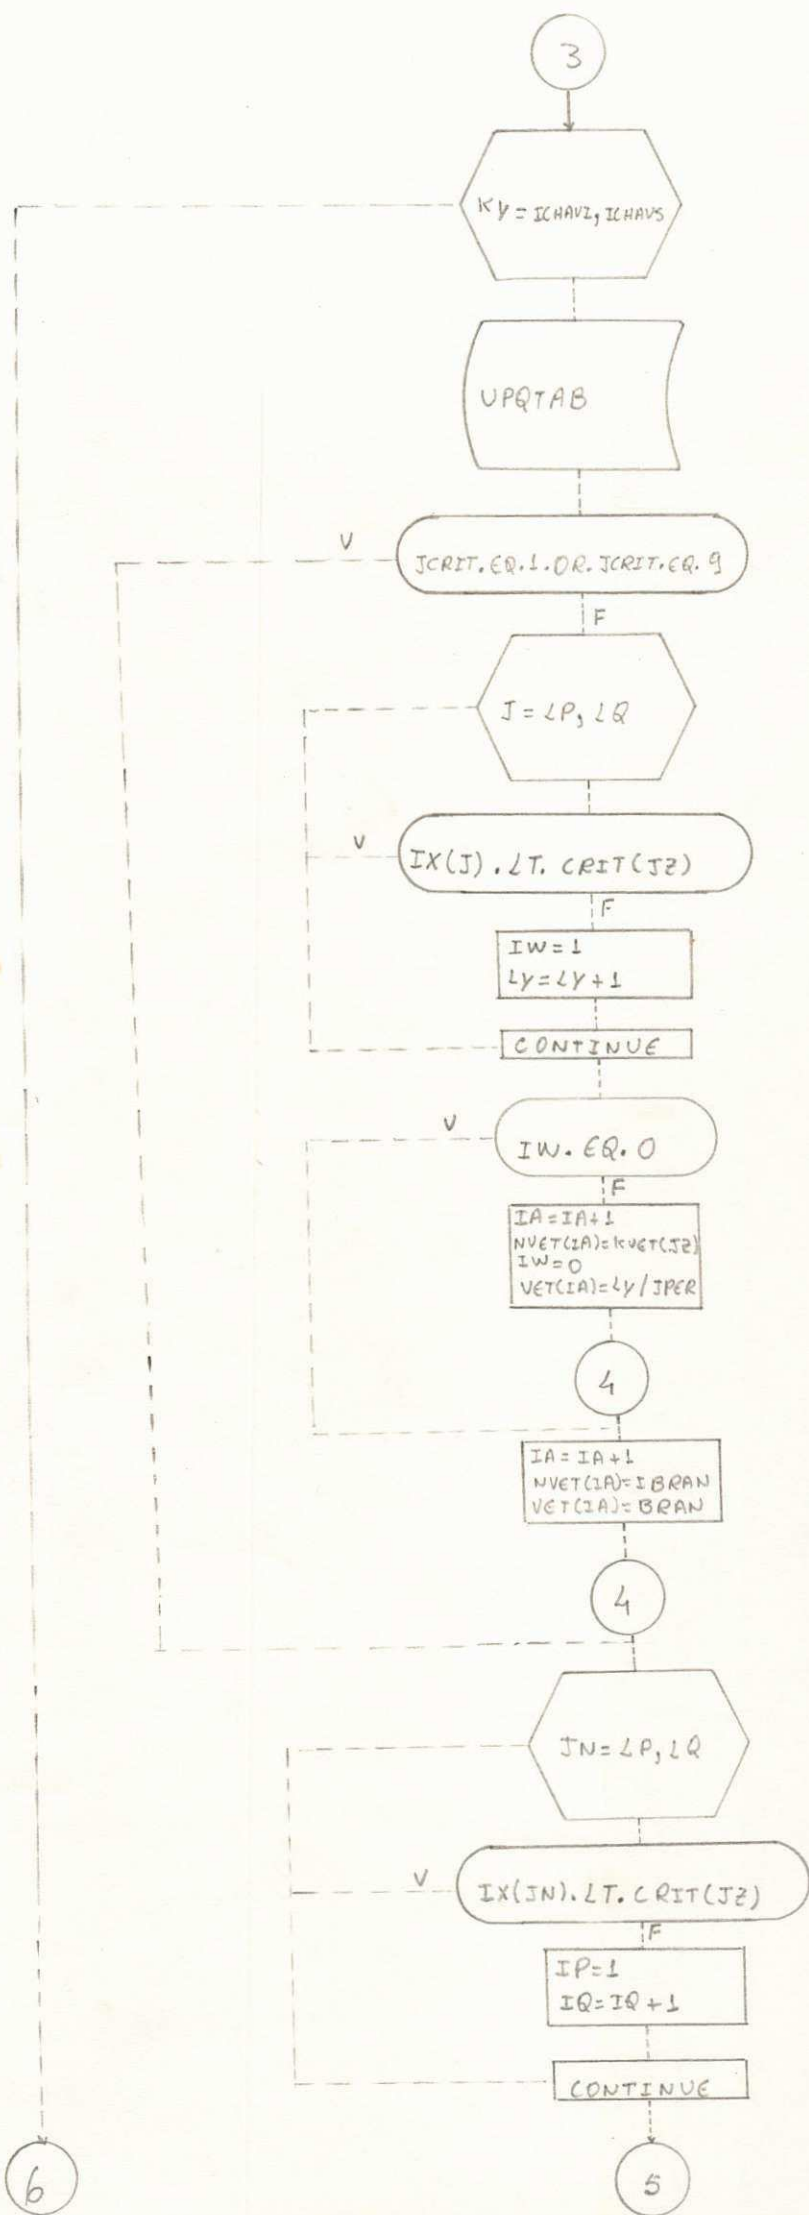 3
KY=ICHAVI, ICHAVS
UPQTAB
V
JCRIT.EQ.1.OR.JCRIT.EQ.9
F
J=LP, LQ
V
IX(J).LT. CRIT(JZ)
F
IW=1
LY=LY+1
CONTINUE
V
IW.EQ.0
F
IA=IA+1
NVET(IA)=KVET(JZ)
IW=0
VET(IA)=LY/JPER
4
IA=IA+1
NVET(IA)=IBRAN
VET(IA)=BRAN
4
JN=LP, LQ
V
IX(JN).LT.CRIT(JZ)
F
IP=1
IQ=IQ+1
CONTINUE
6
5